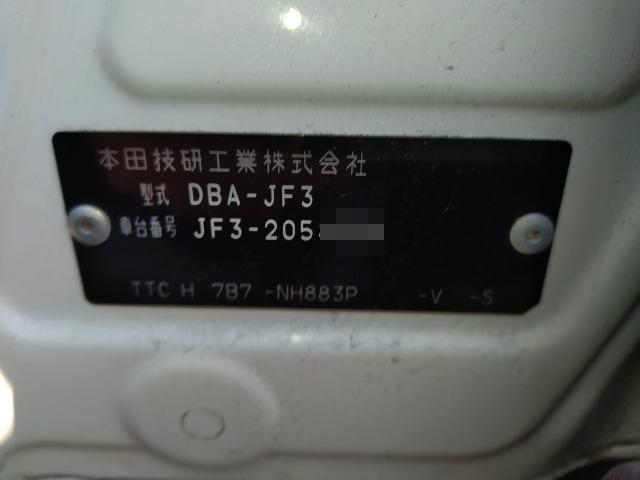 本田技研工業株式会社
型式 DBA-JF3
車台番号 JF3-205
TTC H 7B7 -NH883P -V -S